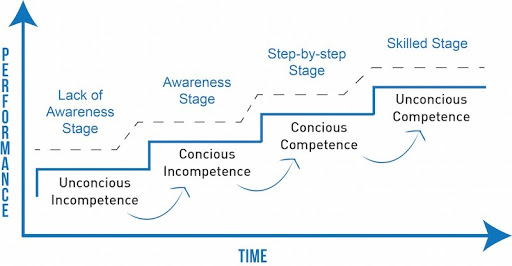 PERFORMANCE
Lack of
Awareness
Stage
Unconcious
Incompetence
Awareness
Stage
Concious
Incompetence
Step-by-step
Stage
Concious
Competence
Skilled Stage
Unconcious
Competence
TIME